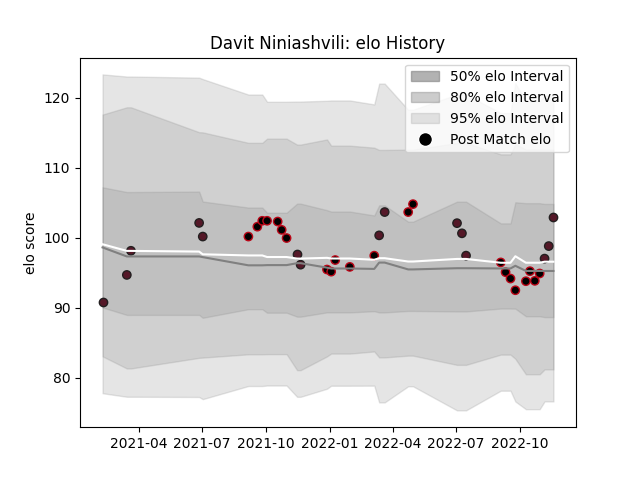 Davit Niniashvili: elo History
50% elo Interval
80% elo Interval
95% elo Interval
Post Match elo
elo score
120
110
100
90
80
2021-04
2021-07
2021-10
2022-01
2022-04
2022-07
2022-10